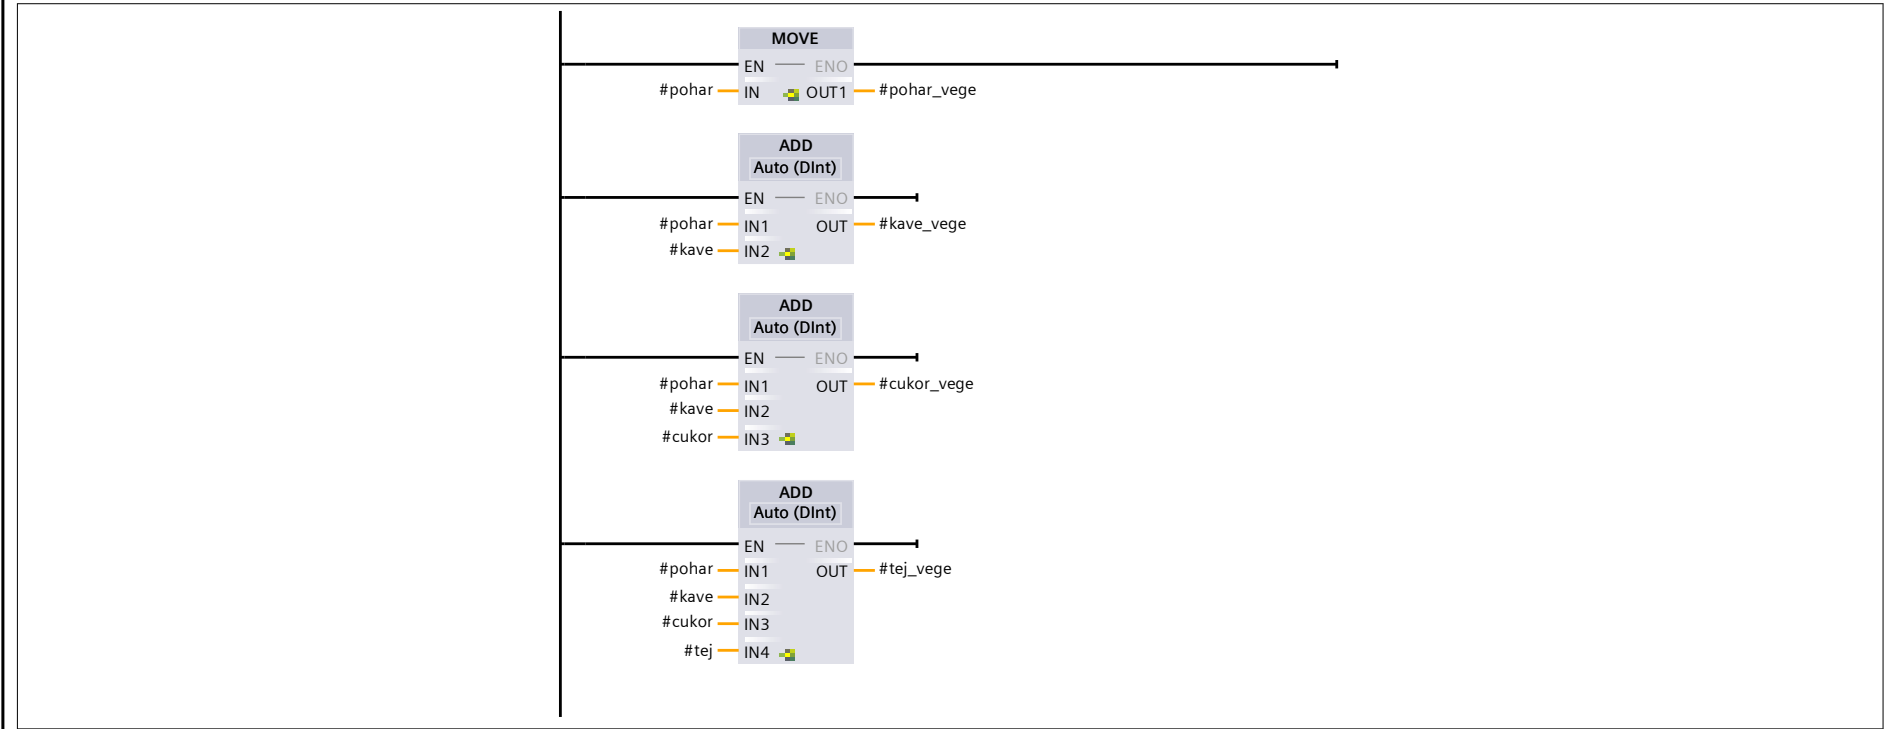 MOVE
EN ENO
#pohar IN OUT1 #pohar_vege
ADD
Auto (DInt)
EN ENO
#pohar IN1 OUT #kave_vege
#kave IN2
ADD
Auto (DInt)
EN ENO
#pohar IN1 OUT #cukor_vege
#kave IN2
#cukor IN3
ADD
Auto (DInt)
EN ENO
#pohar IN1 OUT #tej_vege
#kave IN2
#cukor IN3
#tej IN4